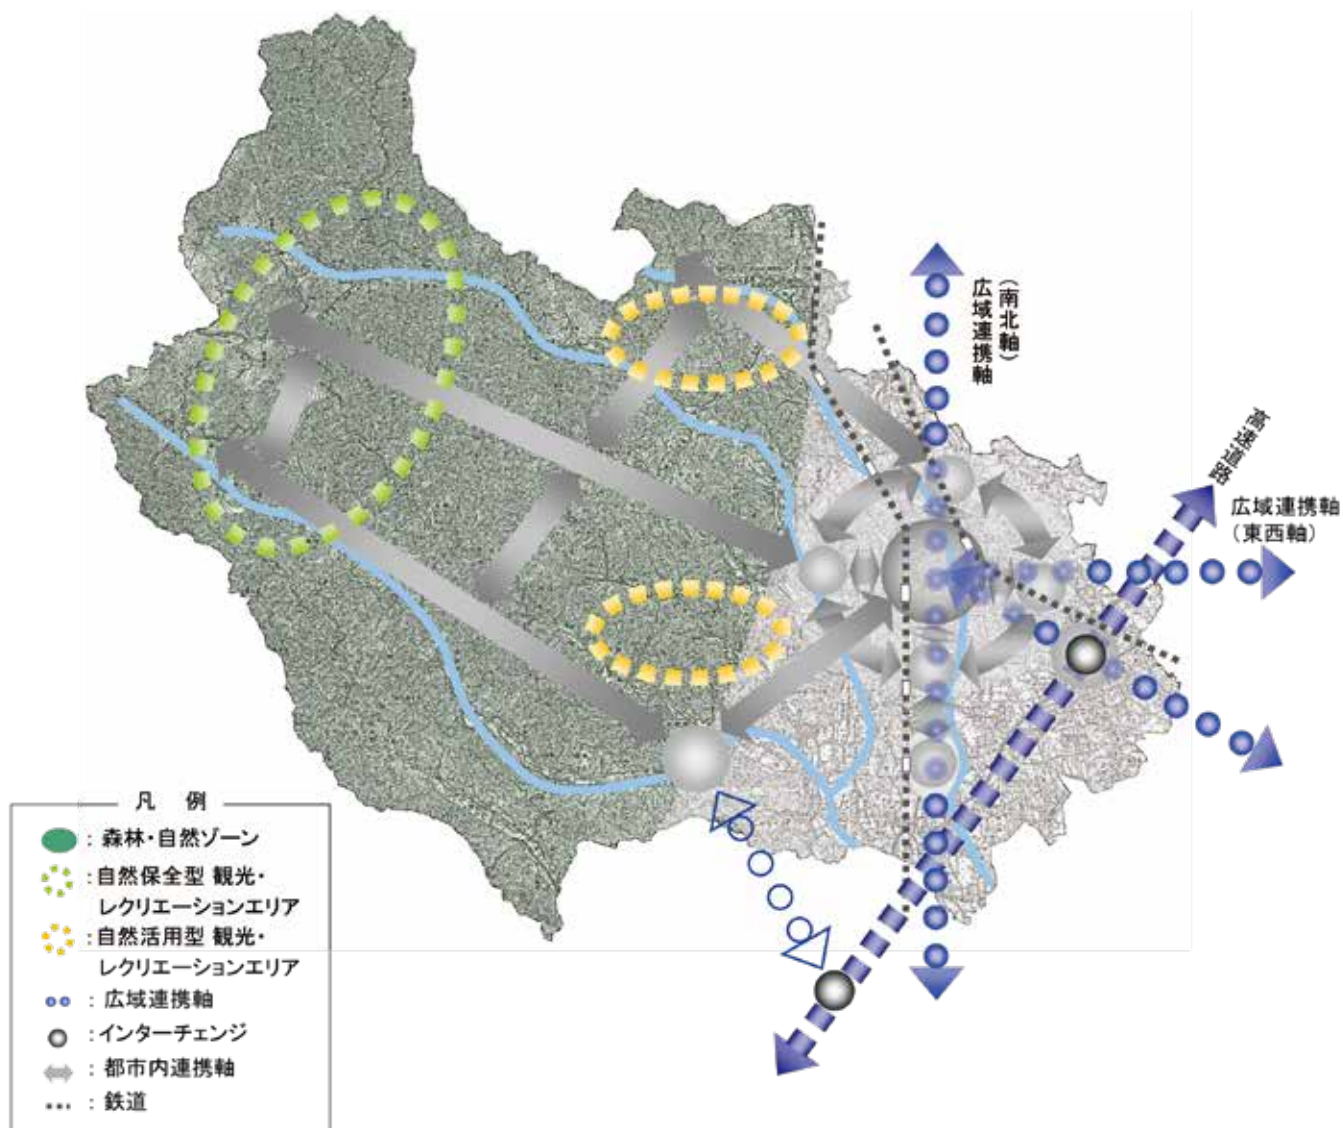 広域連携軸
（南北軸）
高速道路
広域連携軸
（東西軸）
凡　例
：森林・自然ゾーン
：自然保全型 観光・
レクリエーションエリア
：自然活用型 観光・
レクリエーションエリア
：広域連携軸
：インターチェンジ
：都市内連携軸
：鉄道